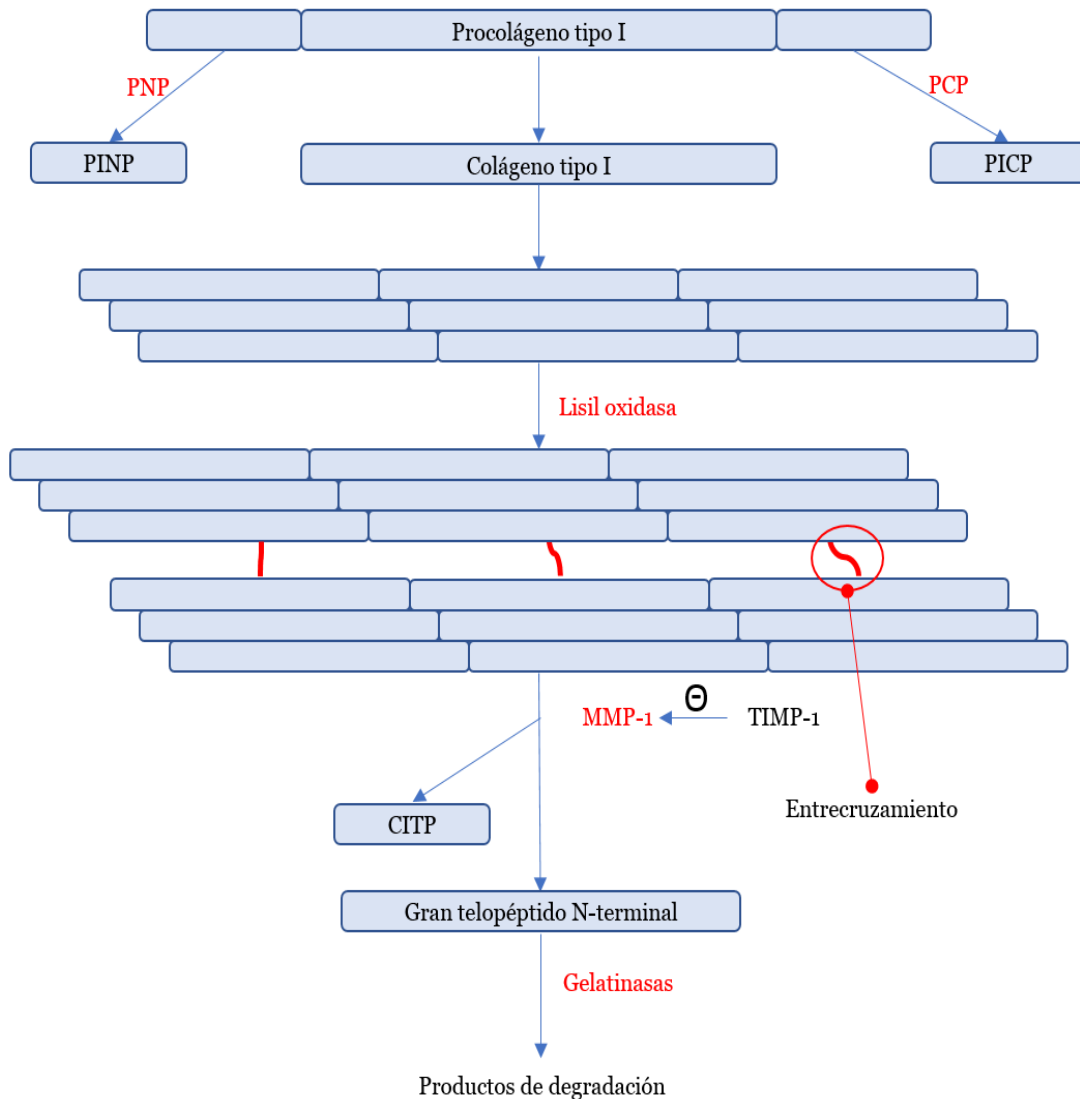 Procolágeno tipo I
PNP
PCP
PINP
Colágeno tipo I
PICP
Lisil oxidasa
Θ
MMP-1
TIMP-1
Entrecruzamiento
CITP
Gran telopéptido N-terminal
Gelatinasas
Productos de degradación